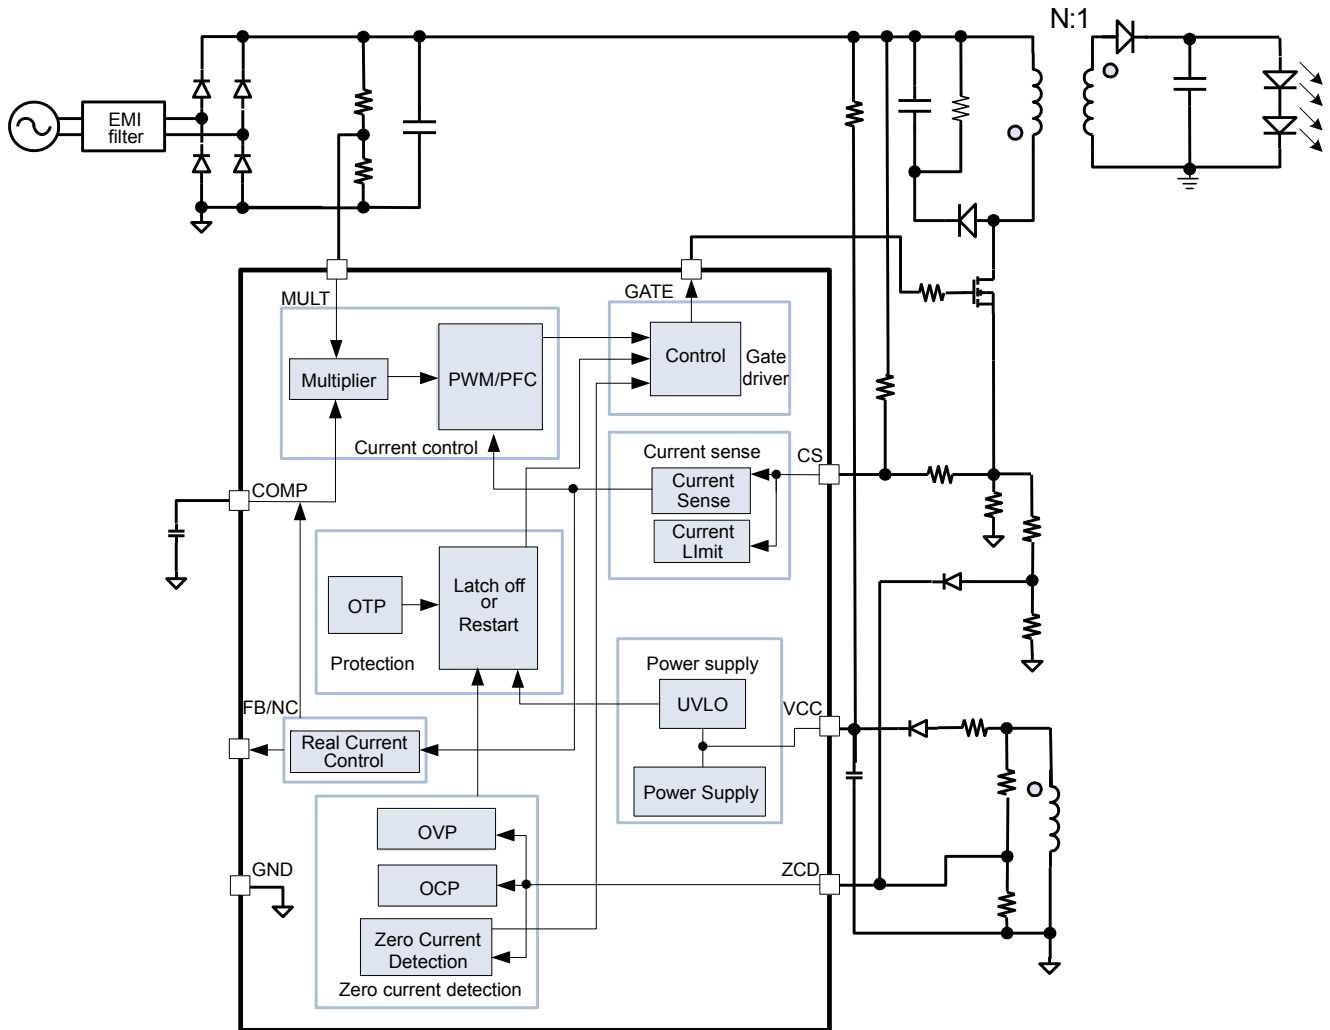 N:1
EMI
filter
MULT
GATE
Multiplier
PWM/PFC
Control
Gate
driver
Current control
Current sense
CS
Current
Sense
Current
LImit
COMP
OTP
Latch off
or
Restart
Protection
Power supply
UVLO
VCC
FB/NC
Real Current
Control
Power Supply
OVP
GND
OCP
ZCD
Zero Current
Detection
Zero current detection